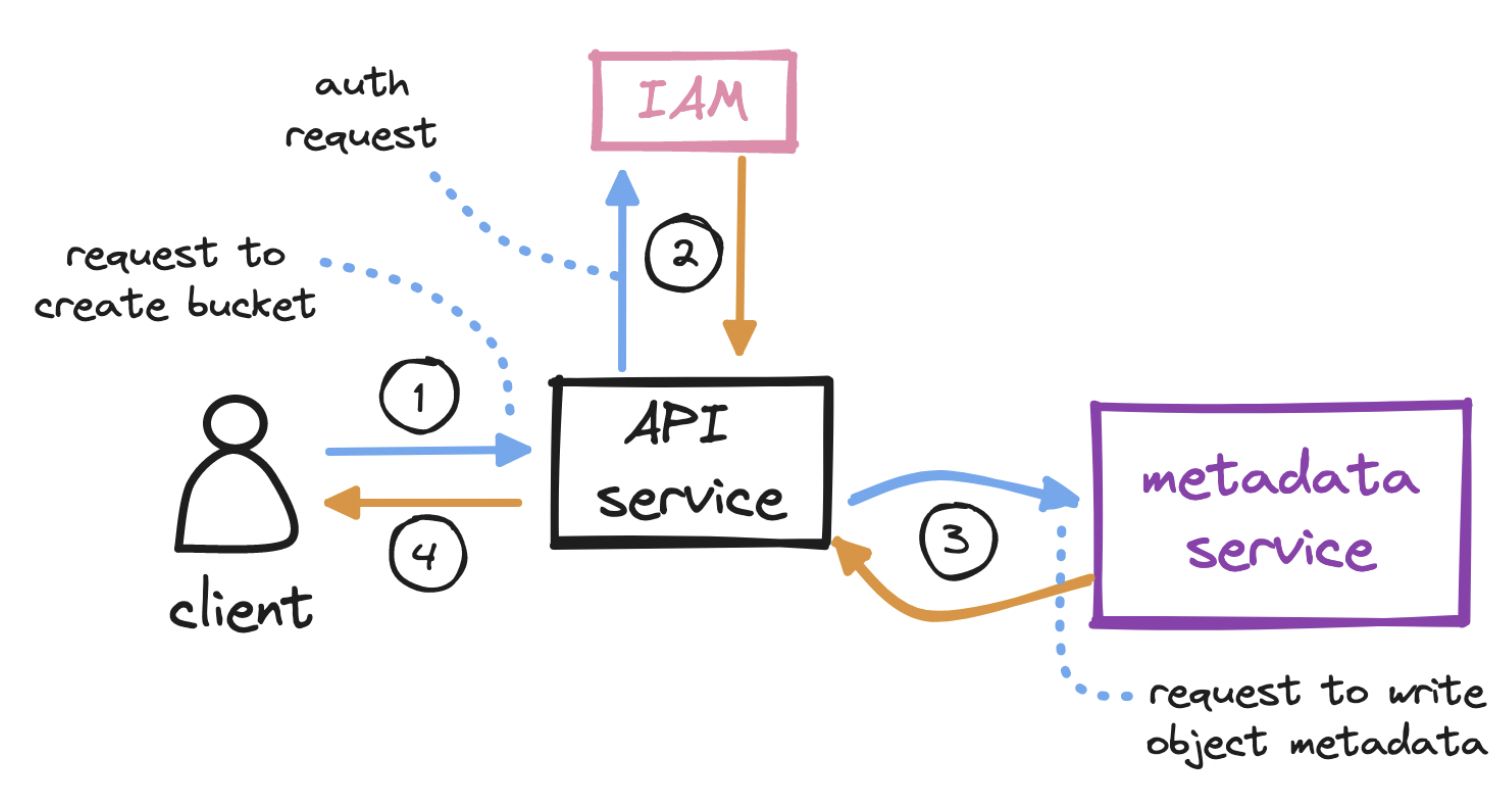 auth
request
IAM
2
request to
create bucket
1
API
service
3
metadata
service
4
client
request to write
object metadata